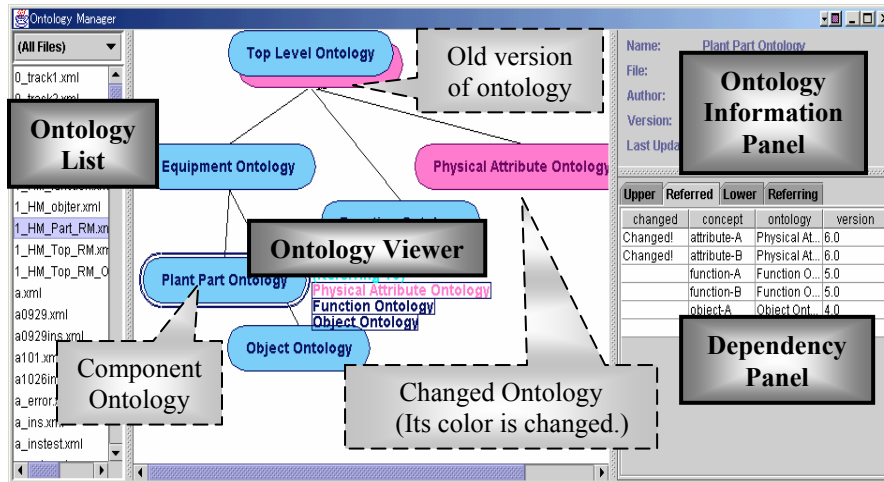 Ontology Manager
(All Files)
0_track1.xml
1_HM_objter.xml
1_HM_Part_RM.xm
1_HM_Top_RM.xm
1_HM_Top_RM_O
a.xml
a0929.xml
a0929ins.xml
a101.xm
a1026in
a_error.
a_ins.xm
a_instest.xml
Ontology
List
Top Level Ontology
Old version
of ontology
Equipment Ontology
Physical Attribute Ontology
Ontology Viewer
Plant Part Ontology
Physical Attribute Ontology
Function Ontology
Object Ontology
Object Ontology
Component
Ontology
Changed Ontology
(Its color is changed.)
Name: Plant Part Ontology
File:
Author:
Version:
Last Upda
Ontology
Information
Panel
Upper Referred Lower Referring
changed concept ontology version
Changed! attribute-A Physical At... 6.0
Changed! attribute-B Physical At... 6.0
function-A Function O... 5.0
function-B Function O... 5.0
object-A Object Ont... 4.0
Dependency
Panel